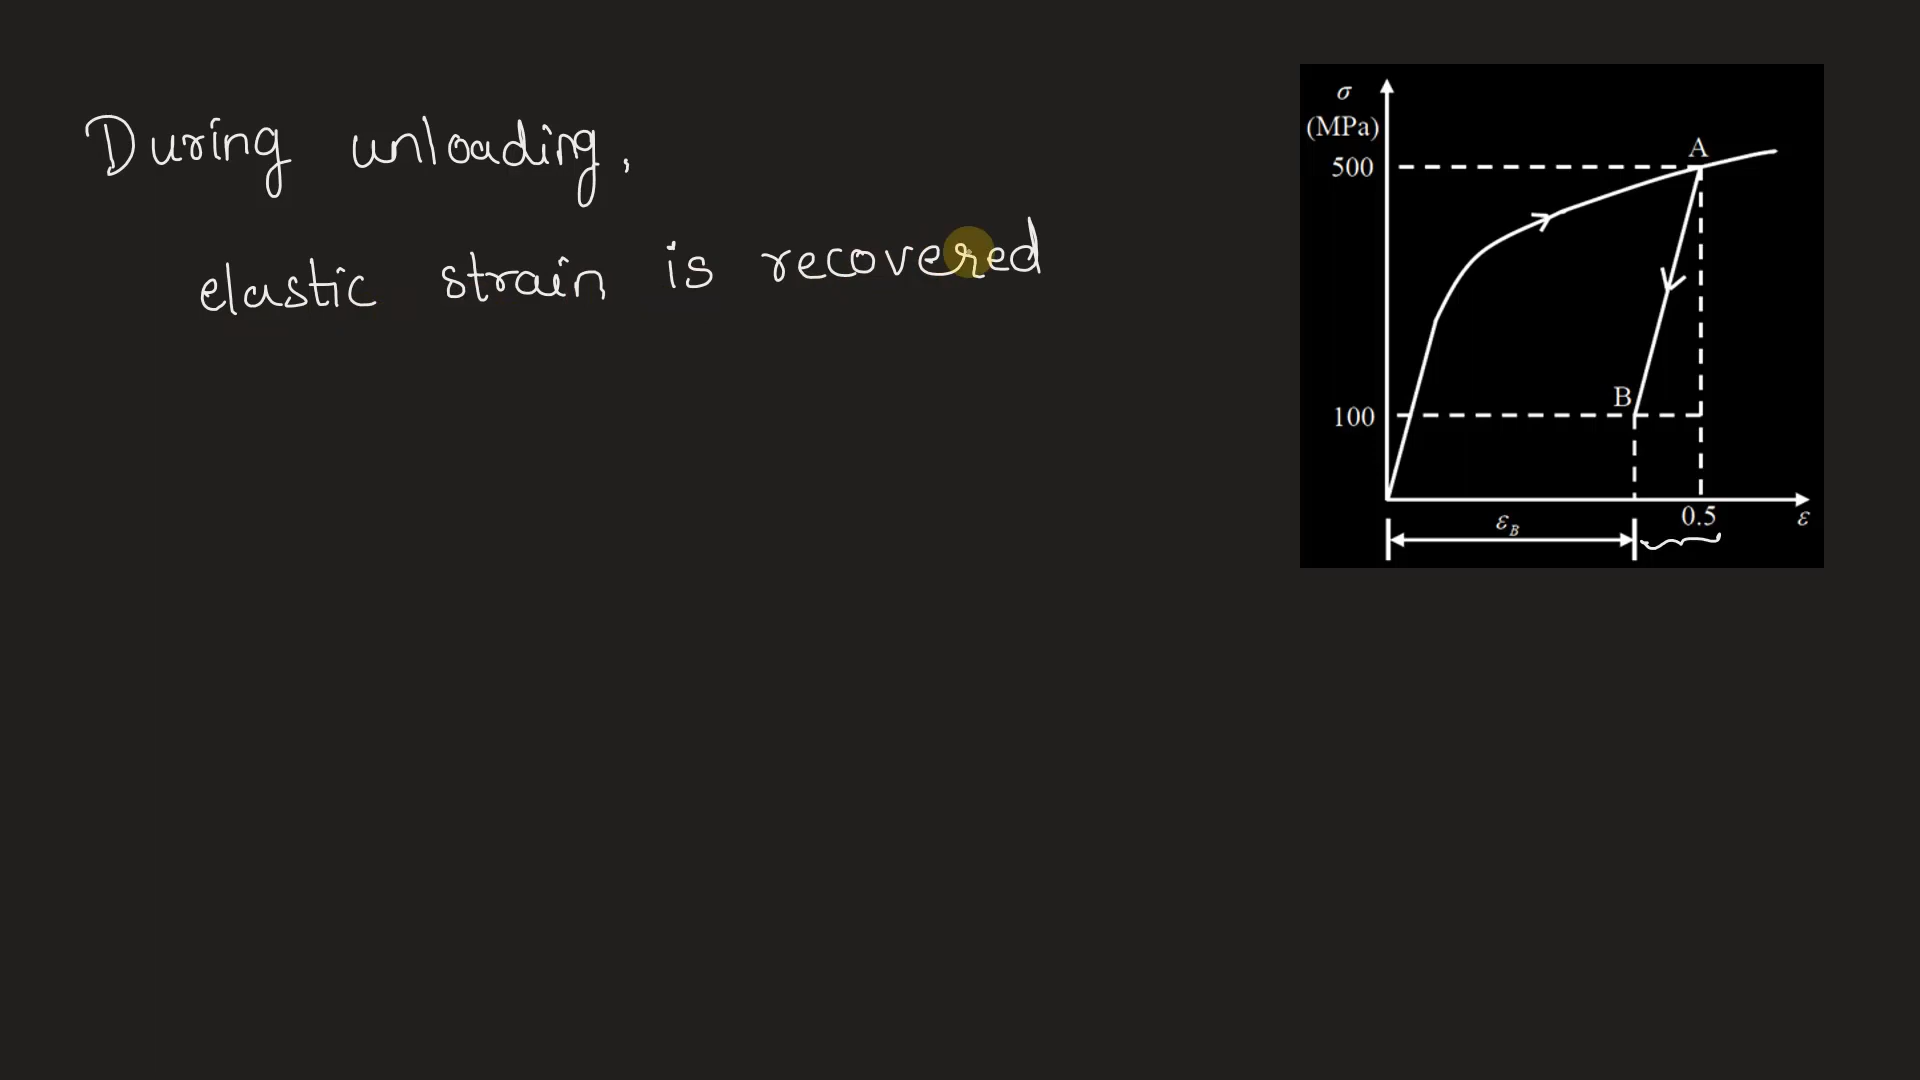 During unloading,
elastic strain is recovered
σ
(MPa)
500
A
B
100
0.5
ε
ε_B